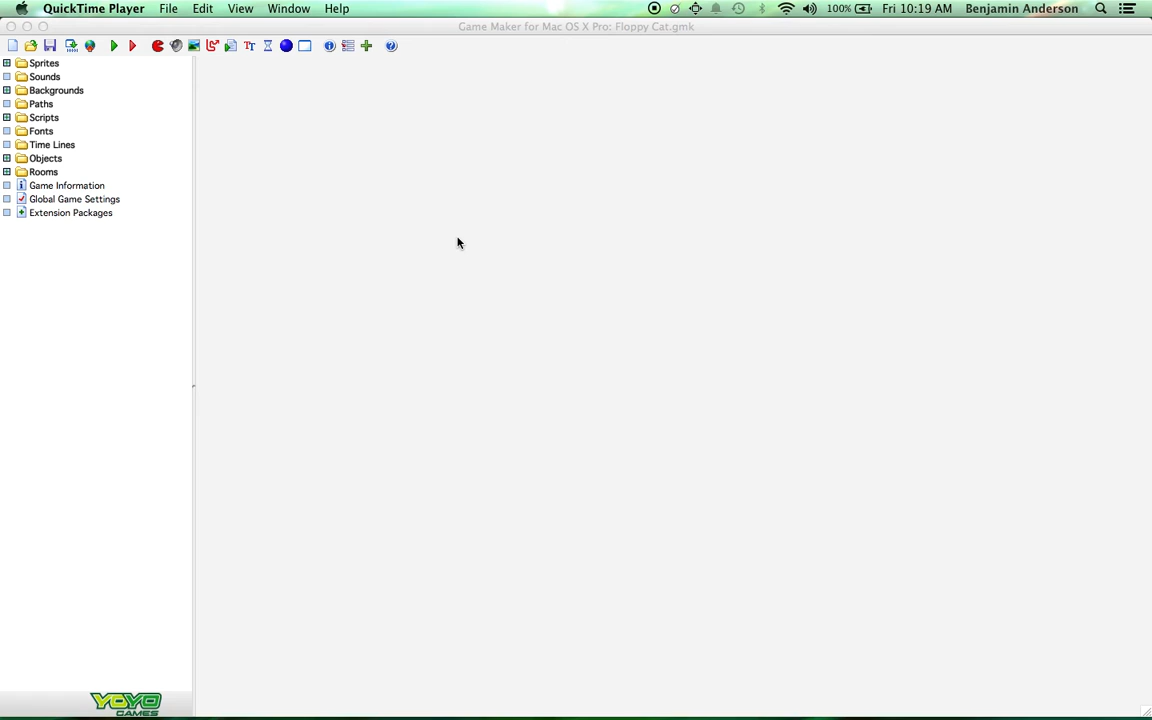 QuickTime Player File Edit View Window Help 100% Fri 10:19 AM Benjamin Anderson
Game Maker for Mac OS X Pro: Floppy Cat.gmk
Sprites
Sounds
Backgrounds
Paths
Scripts
Fonts
Time Lines
Objects
Rooms
Game Information
Global Game Settings
Extension Packages
YOYO
GAMES